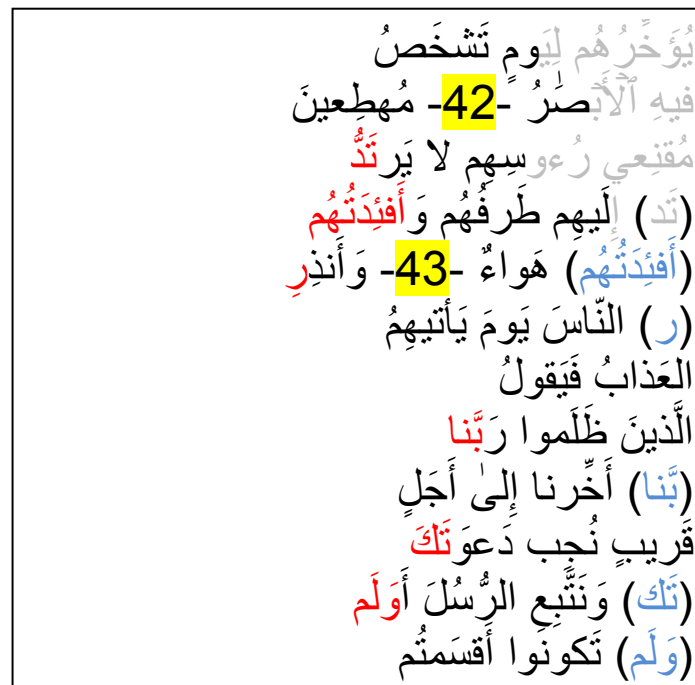 يُؤَخِّرُهُم لِيَومٍ تَشخَصُ
فيهِ ٱلۡأَبۡصٰرُ -42- مُهطِعينَ
مُقنِعي رُءوسِهِم لا يَرتَدُّ
(تَد) إِلَيهِم طَرفُهُم وَأَفئِدَتُهُم
(أَفئِدَتُهُم) هَواءٌ -43- وَأَنذِرِ
(ر) النّاسَ يَومَ يَأتيهِمُ
العَذابُ فَيَقولُ
الَّذينَ ظَلَموا رَبَّنا
(بَّنا) أَخِّرنا إِلىٰ أَجَلٍ
قَريبٍ نُجِب دَعوَتَكَ
(تَك) وَنَتَّبِعِ الرُّسُلَ أَوَلَم
(وَلَم) تَكونوا أَقسَمتُم